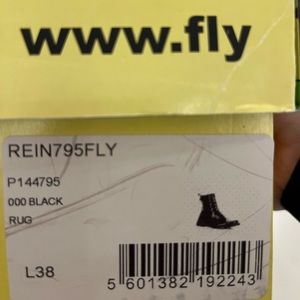 www.fly
REIN795FLY
P144795
000 BLACK
RUG
L38
5 601382 192243